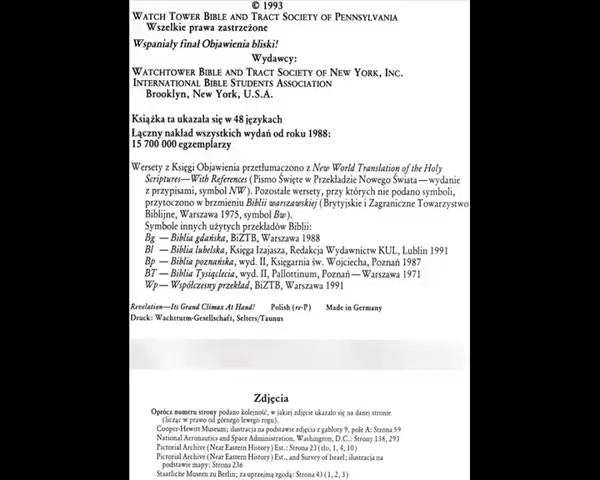 © 1993
WATCH TOWER BIBLE AND TRACT SOCIETY OF PENNSYLVANIA
Wszelkie prawa zastrzeżone
Wspaniały finał Objawienia bliski!
Wydawcy:
WATCHTOWER BIBLE AND TRACT SOCIETY OF NEW YORK, INC.
INTERNATIONAL BIBLE STUDENTS ASSOCIATION
Brooklyn, New York, U.S.A.
Książka ta ukazała się w 48 językach
Łączny nakład wszystkich wydań od roku 1988:
15 700 000 egzemplarzy
Wersety z Księgi Objawienia przetłumaczono z New World Translation of the Holy
Scriptures—With References (Pismo Święte w Przekładzie Nowego Świata—wydanie
z przypisami, symbol NW). Pozostałe wersety, przy których nie podano symboli,
przytoczono w brzmieniu Biblii warszawskiej (Brytyjskie i Zagraniczne Towarzystwo
Biblijne, Warszawa 1975, symbol Bw).
Symbole innych użytych przekładów Biblii:
Bg — Biblia gdańska, BiZTB, Warszawa 1988
Bl — Biblia lubelska, Księga Izajasza, Redakcja Wydawnictw KUL, Lublin 1991
Bp — Biblia poznańska, wyd. II, Księgarnia św. Wojciecha, Poznań 1987
BT — Biblia Tysiąclecia, wyd. II, Pallottinum, Poznań—Warszawa 1971
Wp— Współczesny przekład, BiZTB, Warszawa 1991
Revelation—Its Grand Climax At Hand! Polish (re-P) Made in Germany
Druck: Wachtturm-Gesellschaft, Selters/Taunus
Zdjęcia
Oprócz numeru strony podano kolejność, w jakiej zdjęcie ukazało się na danej stronie
(licząc w prawo od górnego lewego rogu).
Cooper-Hewitt Museum; ilustracja na podstawie zdjęcia z gabloty 9, pole A: Strona 59
National Aeronautics and Space Administration, Washington, D.C.: Strony 138, 293
Pictorial Archive (Near Eastern History) Est.: Strona 23 (tło, 1, 4, 10)
Pictorial Archive (Near Eastern History) Est., and Survey of Israel; ilustracja na
podstawie mapy: Strona 236
Staatliche Museen zu Berlin; za uprzejmą zgodą: Strona 43 (1, 2, 3)